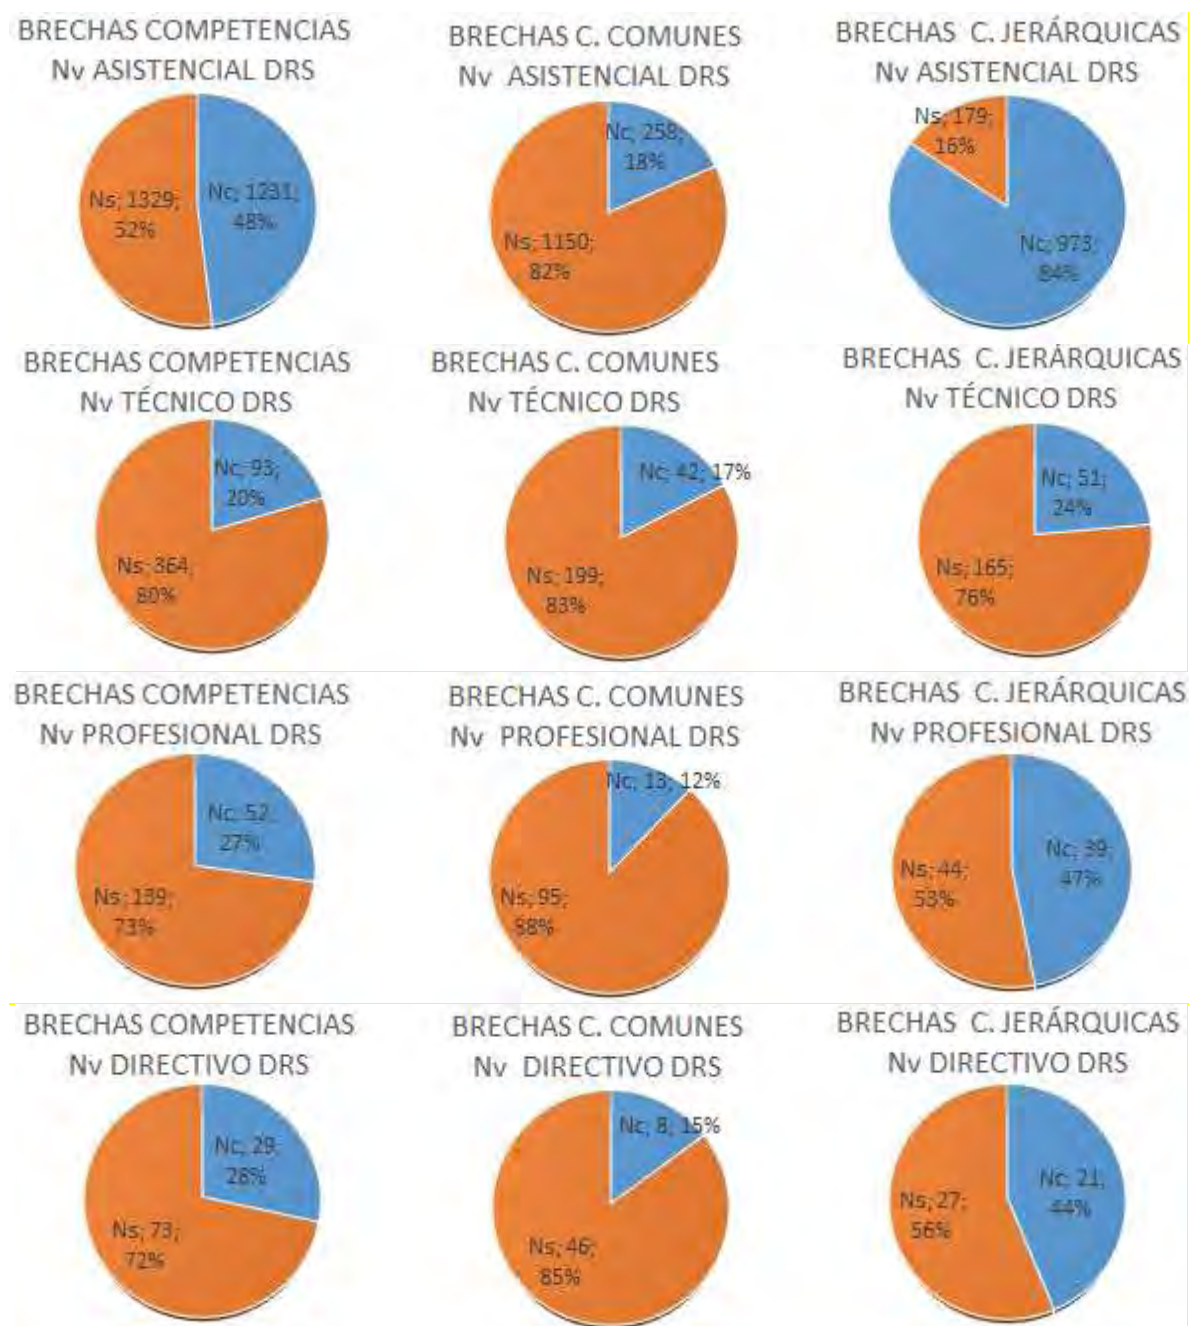 BRECHAS COMPETENCIAS
Nv ASISTENCIAL DRS
Ns; 1329;
52%
Nc; 1231;
48%
BRECHAS C. COMUNES
Nv ASISTENCIAL DRS
Nc; 258;
18%
Ns; 1150;
82%
BRECHAS C. JERÁRQUICAS
Nv ASISTENCIAL DRS
Ns; 179;
16%
Nc; 973;
84%
BRECHAS COMPETENCIAS
Nv TÉCNICO DRS
Nc; 93;
20%
Ns; 364;
80%
BRECHAS C. COMUNES
Nv TÉCNICO DRS
Nc; 42; 17%
Ns; 199;
83%
BRECHAS C. JERÁRQUICAS
Nv TÉCNICO DRS
Nc; 51;
24%
Ns; 165;
76%
BRECHAS COMPETENCIAS
Nv PROFESIONAL DRS
Nc; 52;
27%
Ns; 139;
73%
BRECHAS C. COMUNES
Nv PROFESIONAL DRS
Nc; 13; 12%
Ns; 95;
88%
BRECHAS C. JERÁRQUICAS
Nv PROFESIONAL DRS
Ns; 44;
53%
Nc; 39;
47%
BRECHAS COMPETENCIAS
Nv DIRECTIVO DRS
Nc; 29;
28%
Ns; 73;
72%
BRECHAS C. COMUNES
Nv DIRECTIVO DRS
Nc; 8; 15%
Ns; 46;
85%
BRECHAS C. JERÁRQUICAS
Nv DIRECTIVO DRS
Ns; 27;
56%
Nc; 21;
44%